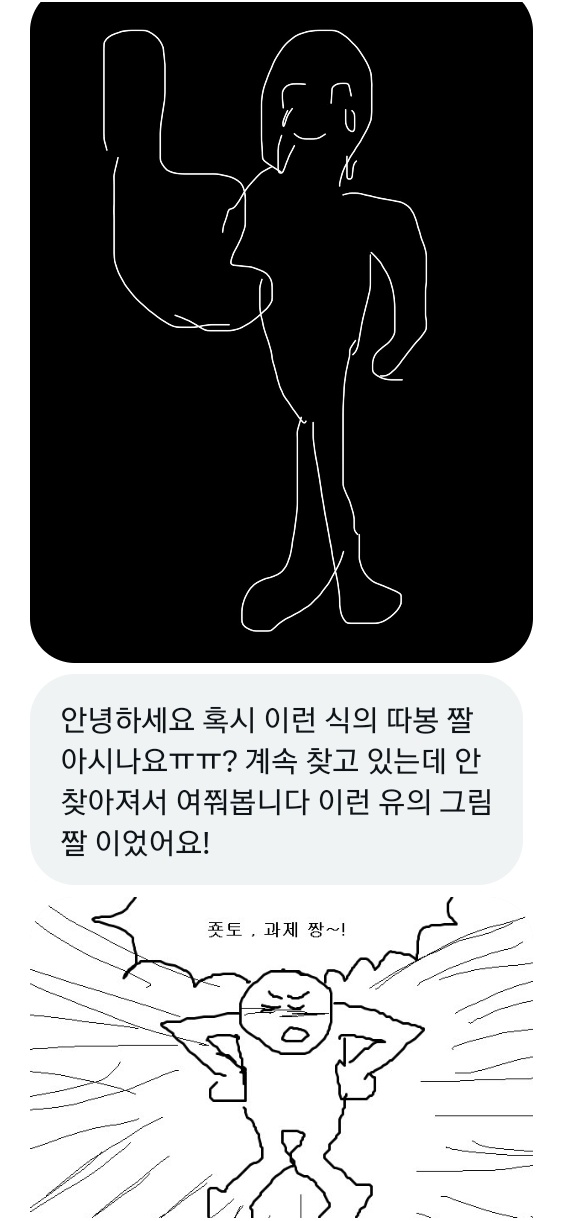 안녕하세요 혹시 이런 식의 따봉 짤
아시나요ㅠㅠ? 계속 찾고 있는데 안
찾아져서 여쭤봅니다 이런 유의 그림
짤 이었어요!
죳토 , 과제 짱~!